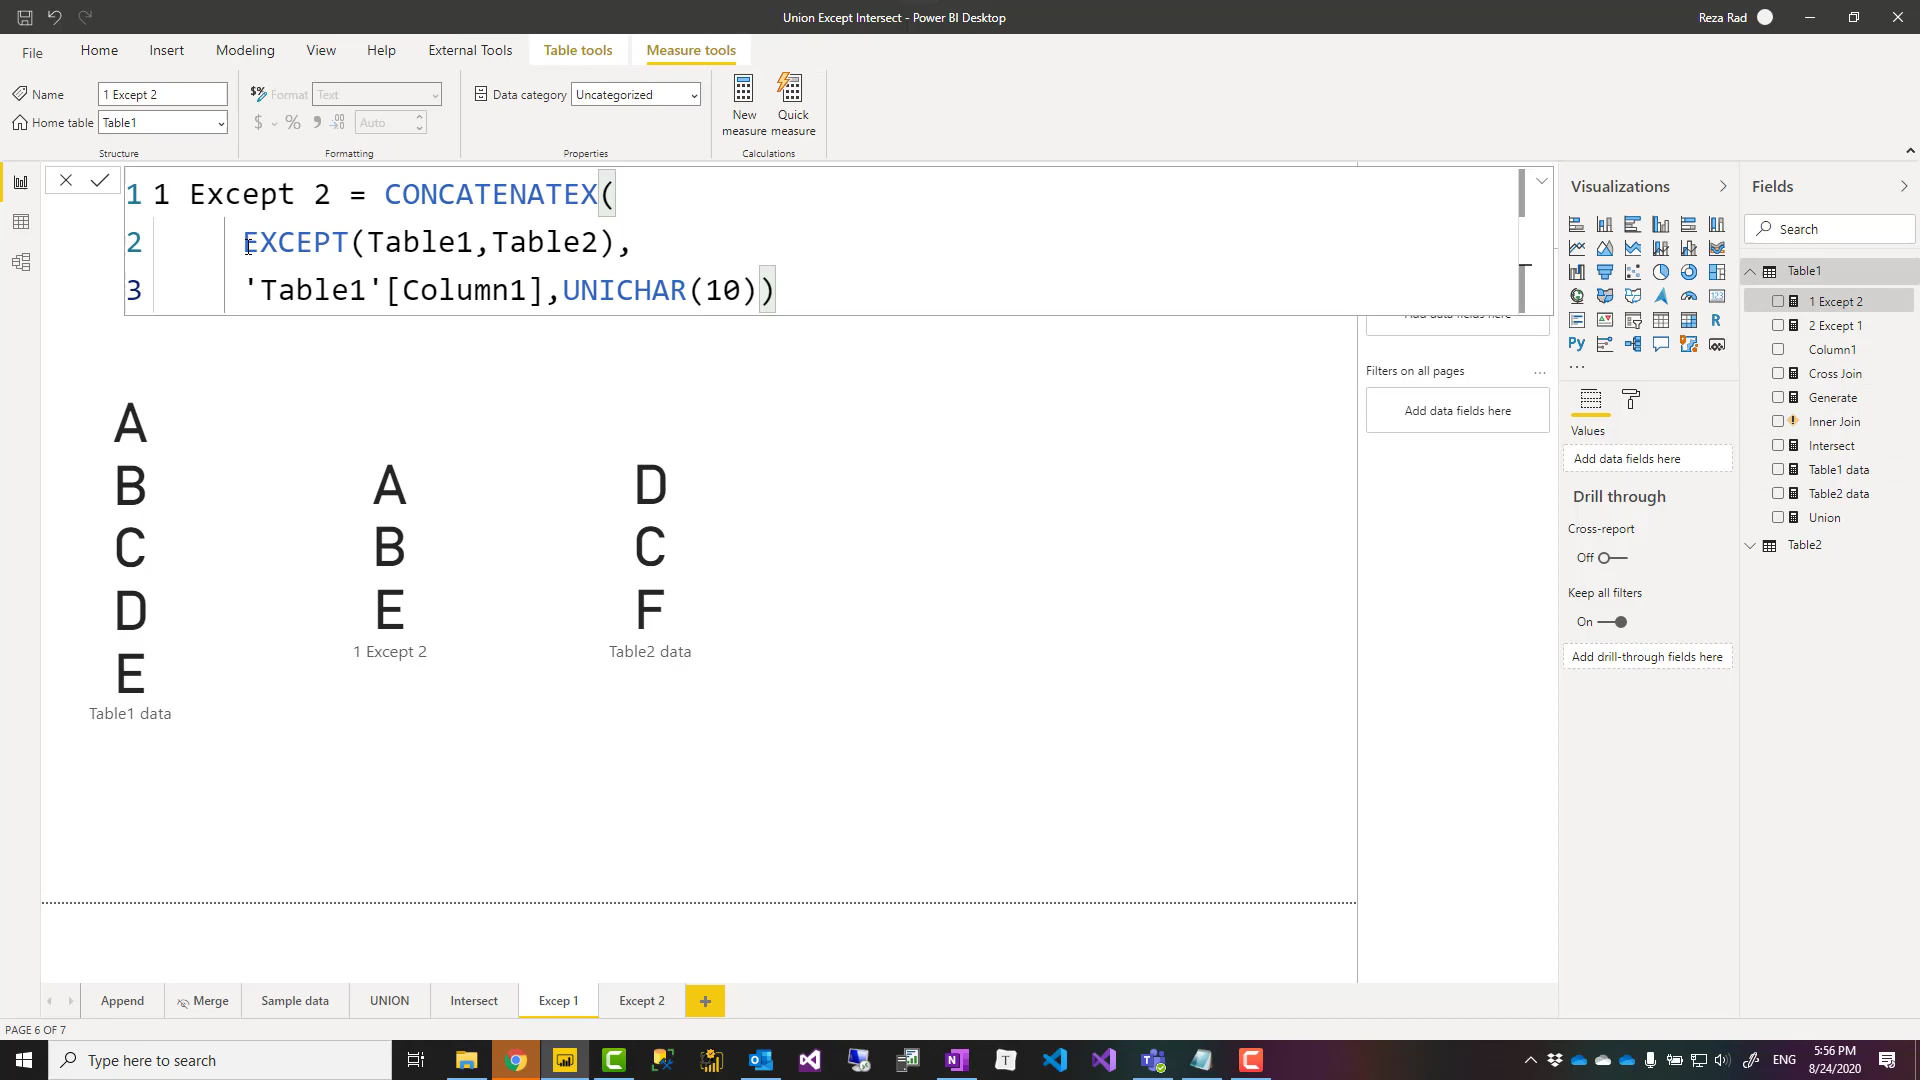 Union Except Intersect - Power BI Desktop
Reza Rad
File
Home
Insert
Modeling
View
Help
External Tools
Table tools
Measure tools
Name
1 Except 2
Home table
Table1
Structure
$% Format
Text
$ % 9 .00
Auto
Formatting
Data category
Uncategorized
Properties
New measure
Quick measure
Calculations
1 1 Except 2 = CONCATENATEX(
2 EXCEPT(Table1,Table2),
3 'Table1'[Column1],UNICHAR(10))
A
B
C
D
E
Table1 data
A
B
E
1 Except 2
D
C
F
Table2 data
Add data fields here
Filters on all pages
...
Add data fields here
Visualizations
R
Py
...
Values
Add data fields here
Drill through
Cross-report
Off
Keep all filters
On
Add drill-through fields here
Fields
Search
Table1
1 Except 2
2 Except 1
Column1
Cross Join
Generate
Inner Join
Intersect
Table1 data
Table2 data
Union
Table2
Append
Merge
Sample data
UNION
Intersect
Excep 1
Except 2
+
PAGE 6 OF 7
Type here to search
ENG
5:56 PM
8/24/2020